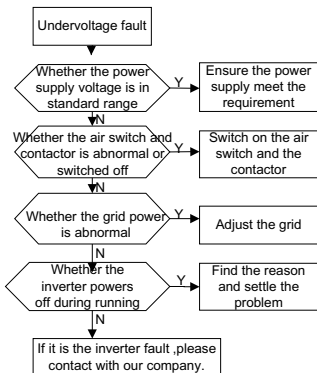 Undervoltage fault
Whether the power
supply voltage is in
standard range
Y
Ensure the power
supply meet the
requirement
N
Whether the air switch and
contactor is abnormal or
switched off
Y
Switch on the air
switch and the
contactor
N
Whether the grid power
is abnormal
Y
Adjust the grid
N
Whether the
inverter powers
off during running
Y
Find the reason
and settle the
problem
N
If it is the inverter fault ,please
contact with our company.